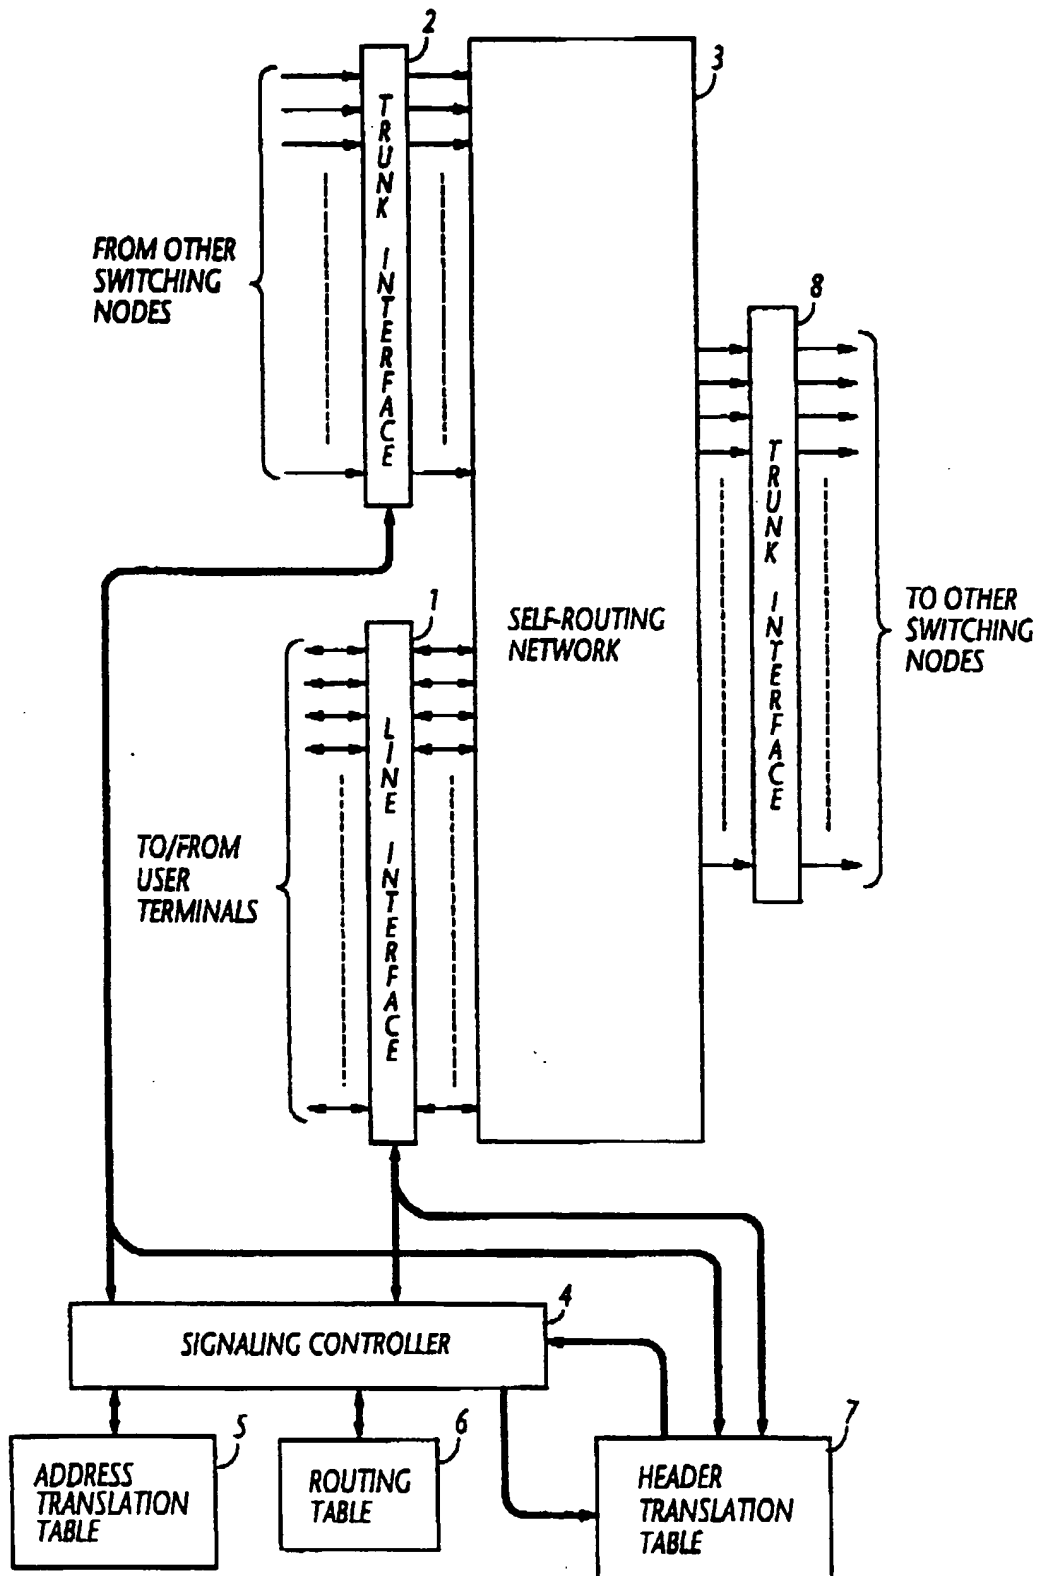 2
3
TRUNK INTERFACE
FROM OTHER
SWITCHING
NODES
8
TRUNK INTERFACE
TO OTHER
SWITCHING
NODES
1
SELF-ROUTING
NETWORK
LINE INTERFACE
TO/FROM
USER
TERMINALS
4
SIGNALING CONTROLLER
5
ADDRESS
TRANSLATION
TABLE
6
ROUTING
TABLE
7
HEADER
TRANSLATION
TABLE